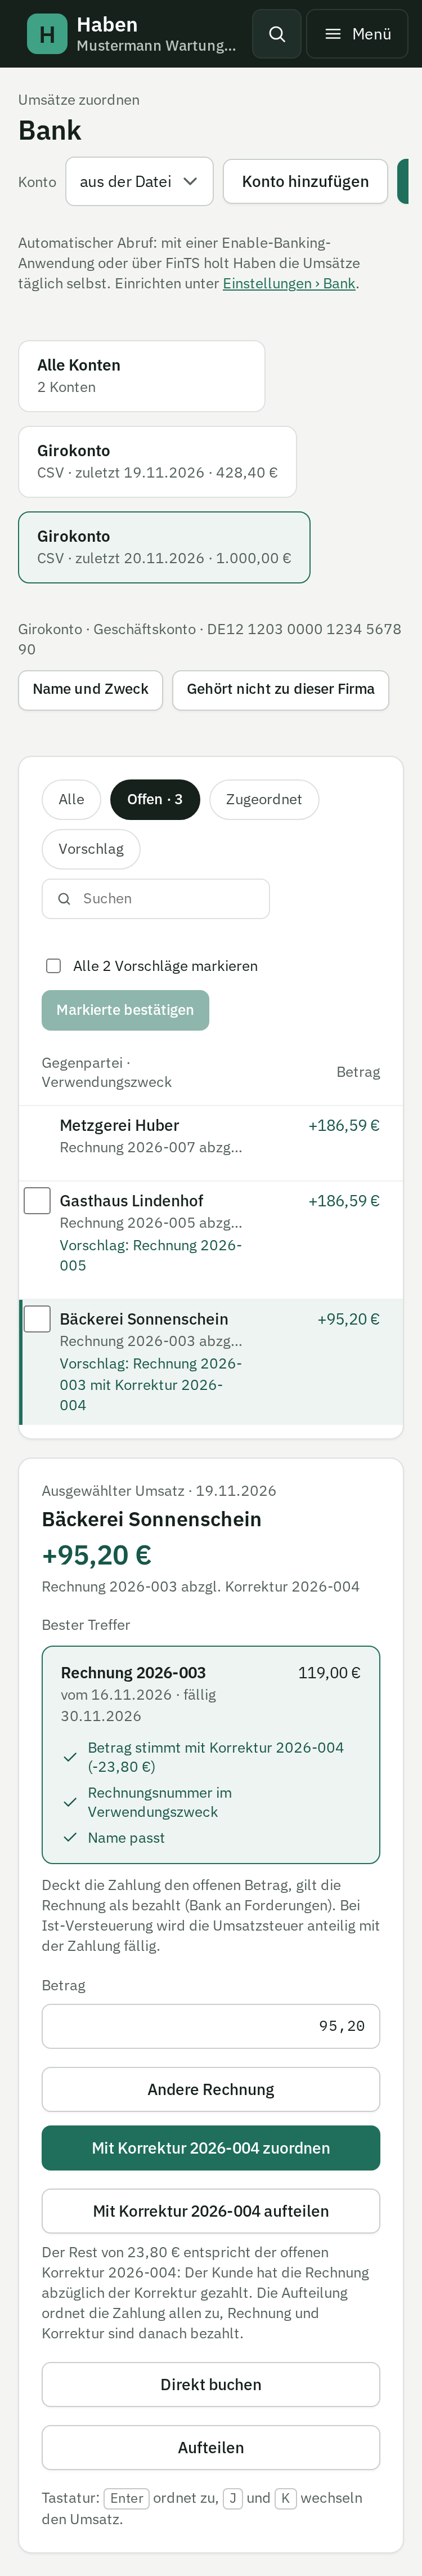 H
Haben
Mustermann Wartung...
Menü
Umsätze zuordnen
Bank
Konto
aus der Datei
Konto hinzufügen
Automatischer Abruf: mit einer Enable-Banking-
Anwendung oder über FinTS holt Haben die Umsätze
täglich selbst. Einrichten unter Einstellungen › Bank.
Alle Konten
2 Konten
Girokonto
CSV · zuletzt 19.11.2026 · 428,40 €
Girokonto
CSV · zuletzt 20.11.2026 · 1.000,00 €
Girokonto · Geschäftskonto · DE12 1203 0000 1234 5678
90
Name und Zweck
Gehört nicht zu dieser Firma
Alle
Offen · 3
Zugeordnet
Vorschlag
Suchen
Alle 2 Vorschläge markieren
Markierte bestätigen
Gegenpartei ·
Verwendungszweck
Betrag
Metzgerei Huber
+186,59 €
Rechnung 2026-007 abzg...
Gasthaus Lindenhof
+186,59 €
Rechnung 2026-005 abzg...
Vorschlag: Rechnung 2026-
005
Bäckerei Sonnenschein
+95,20 €
Rechnung 2026-003 abzg...
Vorschlag: Rechnung 2026-
003 mit Korrektur 2026-
004
Ausgewählter Umsatz · 19.11.2026
Bäckerei Sonnenschein
+95,20 €
Rechnung 2026-003 abzgl. Korrektur 2026-004
Bester Treffer
Rechnung 2026-003
119,00 €
vom 16.11.2026 · fällig
30.11.2026
Betrag stimmt mit Korrektur 2026-004
(-23,80 €)
Rechnungsnummer im
Verwendungszweck
Name passt
Deckt die Zahlung den offenen Betrag, gilt die
Rechnung als bezahlt (Bank an Forderungen). Bei
Ist-Versteuerung wird die Umsatzsteuer anteilig mit
der Zahlung fällig.
Betrag
95,20
Andere Rechnung
Mit Korrektur 2026-004 zuordnen
Mit Korrektur 2026-004 aufteilen
Der Rest von 23,80 € entspricht der offenen
Korrektur 2026-004: Der Kunde hat die Rechnung
abzüglich der Korrektur gezahlt. Die Aufteilung
ordnet die Zahlung allen zu, Rechnung und
Korrektur sind danach bezahlt.
Direkt buchen
Aufteilen
Tastatur: Enter ordnet zu, J und K wechseln
den Umsatz.